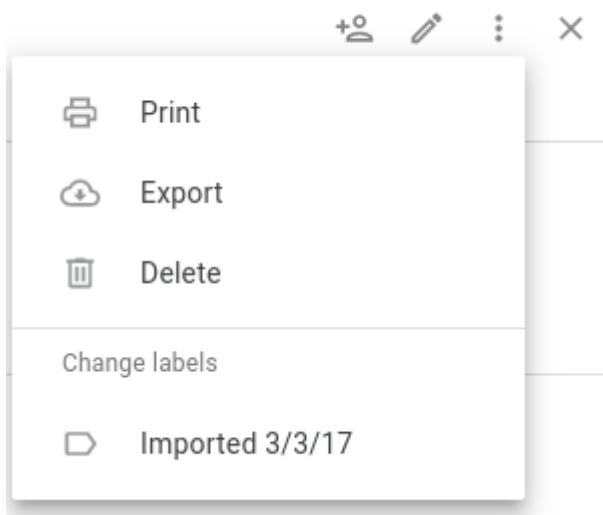 Print
Export
Delete
Change labels
Imported 3/3/17